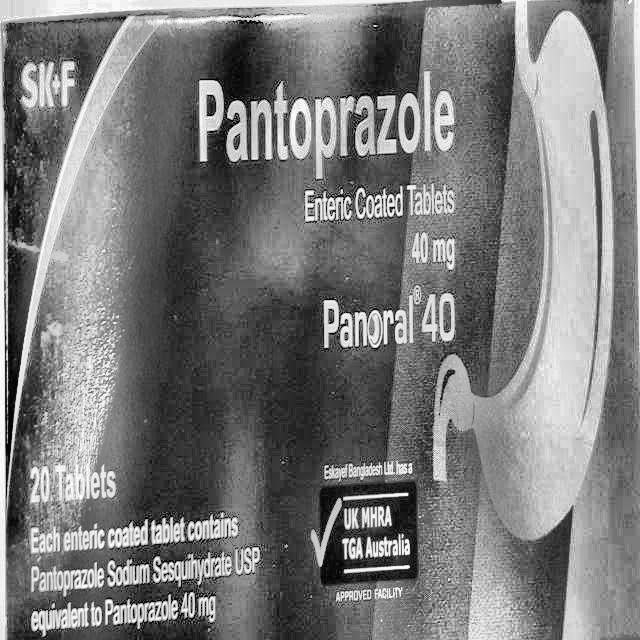 SK+F
Pantoprazole
Enteric Coated Tablets
40 mg
Panoral® 40
20 Tablets
Each enteric coated tablet contains
Pantoprazole Sodium Sesquihydrate USP
equivalent to Pantoprazole 40 mg
Eskayef Bangladesh Ltd. has a
UK MHRA
TGA Australia
APPROVED FACILITY